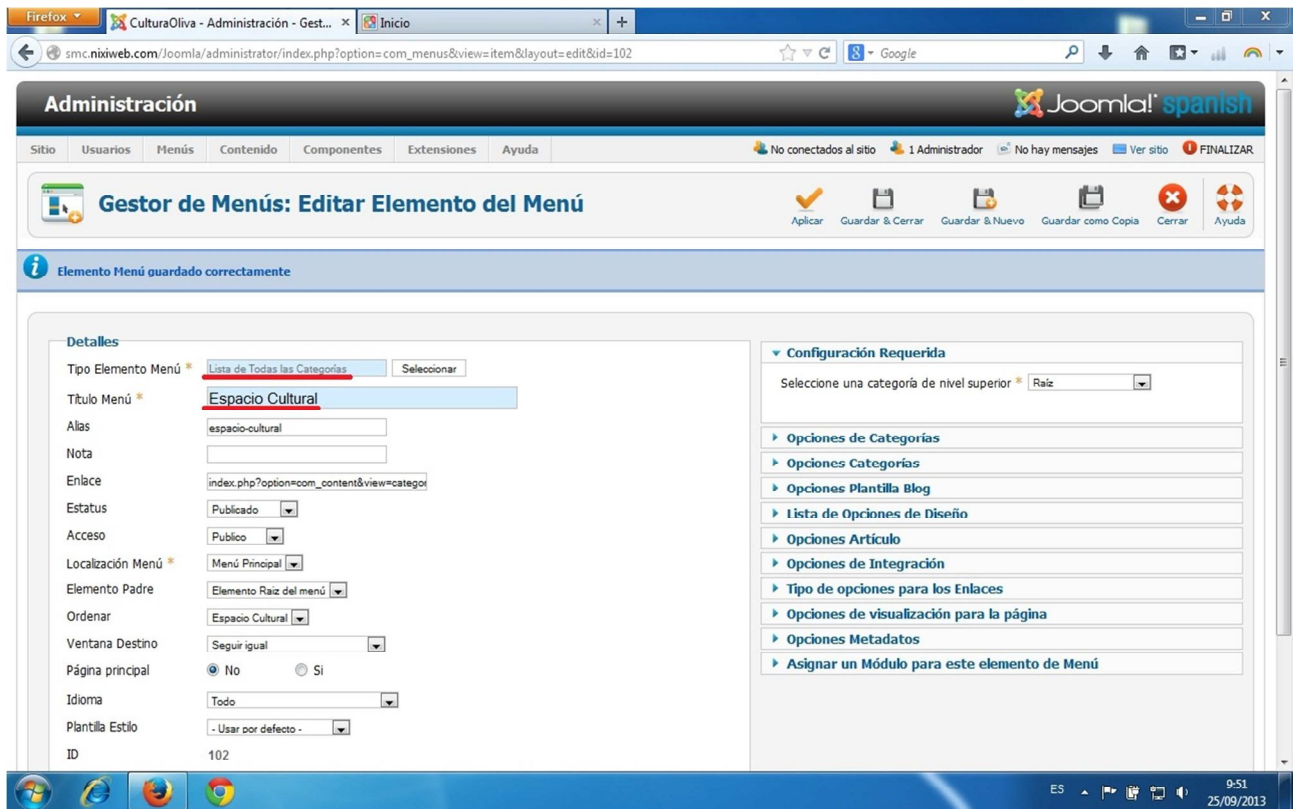 Firefox
CulturaOliva - Administración - Gest... × Inicio × +
smc.nixiweb.com/Joomla/administrator/index.php?option=com_menus&view=item&layout=edit&id=102 Google
Administración Joomla! spanish
Sitio Usuarios Menús Contenido Componentes Extensiones Ayuda No conectados al sitio 1 Administrador No hay mensajes Ver sitio FINALIZAR
Gestor de Menús: Editar Elemento del Menú Aplicar Guardar & Cerrar Guardar & Nuevo Guardar como Copia Cerrar Ayuda
Elemento Menú guardado correctamente
Detalles
Tipo Elemento Menú * Lista de Todas las Categorías Seleccionar
Título Menú * Espacio Cultural
Alias espacio-cultural
Nota
Enlace index.php?option=com_content&view=categor
Estatus Publicado
Acceso Publico
Localización Menú * Menú Principal
Elemento Padre Elemento Raiz del menú
Ordenar Espacio Cultural
Ventana Destino Seguir igual
Página principal No Si
Idioma Todo
Plantilla Estilo - Usar por defecto -
ID 102
Configuración Requerida
Seleccione una categoría de nivel superior * Raíz
Opciones de Categorías
Opciones Categorías
Opciones Plantilla Blog
Lista de Opciones de Diseño
Opciones Artículo
Opciones de Integración
Tipo de opciones para los Enlaces
Opciones de visualización para la página
Opciones Metadatos
Asignar un Módulo para este elemento de Menú
ES 9:51
25/09/2013